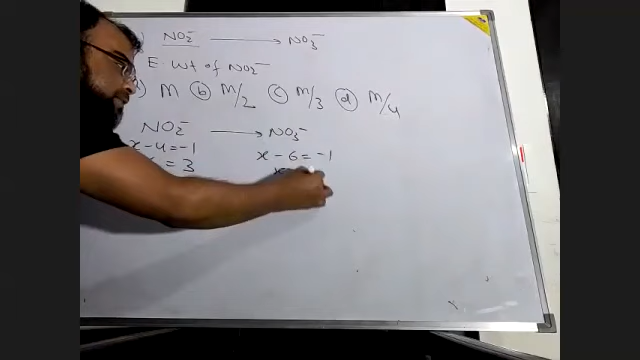 ) NO₂⁻ ⟶ NO₃⁻
E. wt of NO₂⁻
) M (b) M/2 (c) M/3 (d) M/4
NO₂⁻ ⟶ NO₃⁻
x - 4 = -1 x - 6 = -1
= 3 x